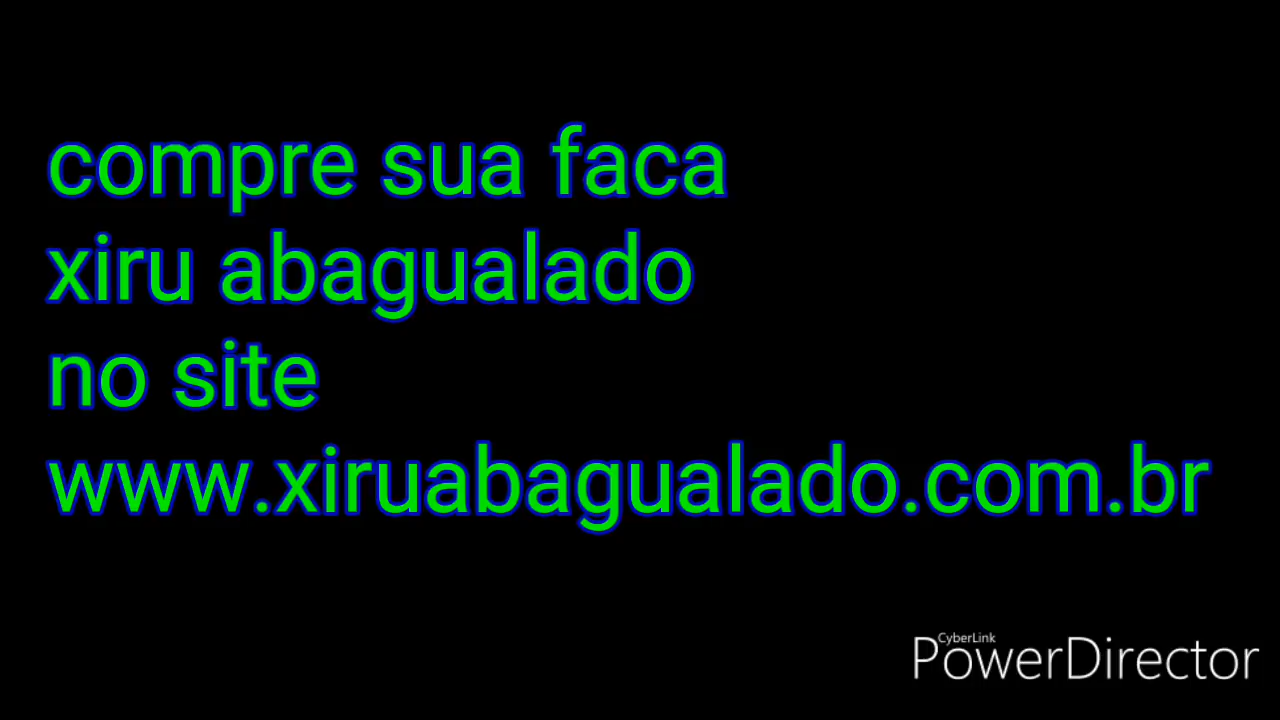 compre sua faca
xiru abagualado
no site
www.xiruabagualado.com.br
CyberLink
PowerDirector